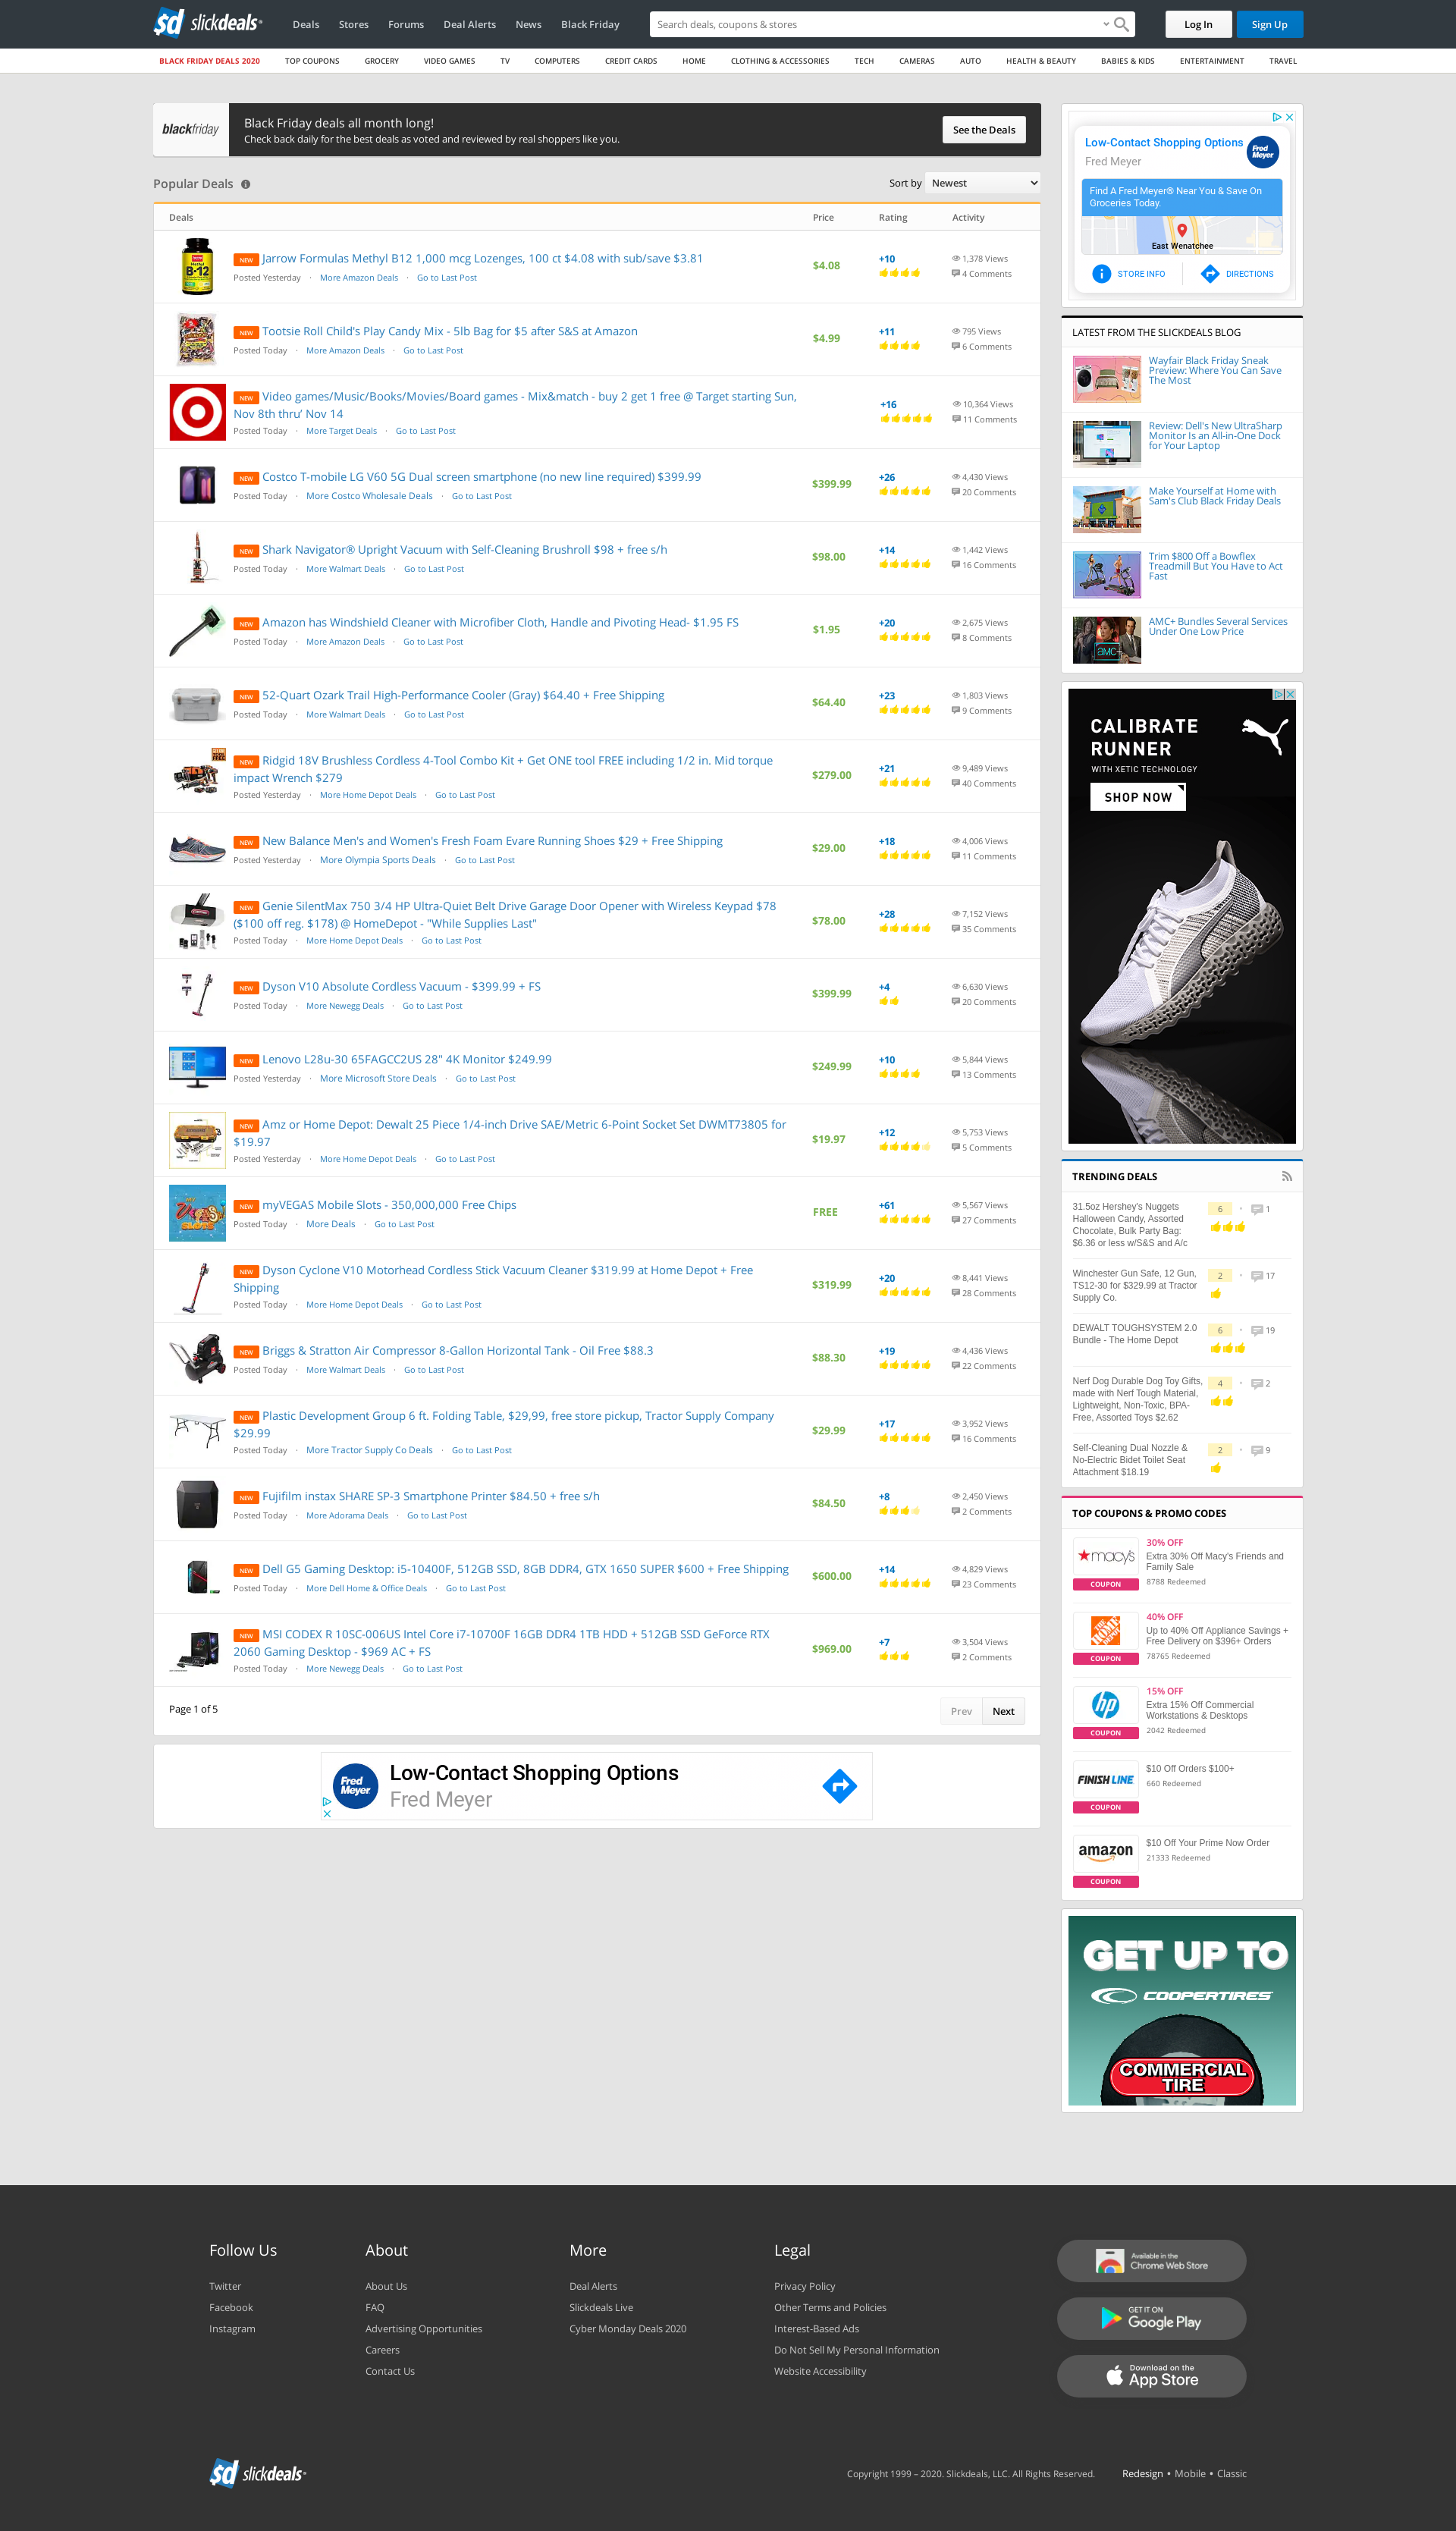 sd slickdeals
Deals Stores Forums Deal Alerts News Black Friday
Search deals, coupons & stores
Log In Sign Up
BLACK FRIDAY DEALS 2020 TOP COUPONS GROCERY VIDEO GAMES TV COMPUTERS CREDIT CARDS HOME CLOTHING & ACCESSORIES TECH CAMERAS AUTO HEALTH & BEAUTY BABIES & KIDS ENTERTAINMENT TRAVEL
blackfriday
Black Friday deals all month long!
Check back daily for the best deals as voted and reviewed by real shoppers like you.
See the Deals
Popular Deals
Sort by Newest
Deals Price Rating Activity
NEW Jarrow Formulas Methyl B12 1,000 mcg Lozenges, 100 ct $4.08 with sub/save $3.81
Posted Yesterday · More Amazon Deals · Go to Last Post
$4.08
+10
1,378 Views
4 Comments
NEW Tootsie Roll Child's Play Candy Mix - 5lb Bag for $5 after S&S at Amazon
Posted Today · More Amazon Deals · Go to Last Post
$4.99
+11
795 Views
6 Comments
NEW Video games/Music/Books/Movies/Board games - Mix&match - buy 2 get 1 free @ Target starting Sun,
Nov 8th thru' Nov 14
Posted Today · More Target Deals · Go to Last Post
+16
10,364 Views
11 Comments
NEW Costco T-mobile LG V60 5G Dual screen smartphone (no new line required) $399.99
Posted Today · More Costco Wholesale Deals · Go to Last Post
$399.99
+26
4,430 Views
20 Comments
NEW Shark Navigator® Upright Vacuum with Self-Cleaning Brushroll $98 + free s/h
Posted Today · More Walmart Deals · Go to Last Post
$98.00
+14
1,442 Views
16 Comments
NEW Amazon has Windshield Cleaner with Microfiber Cloth, Handle and Pivoting Head- $1.95 FS
Posted Today · More Amazon Deals · Go to Last Post
$1.95
+20
2,675 Views
8 Comments
NEW 52-Quart Ozark Trail High-Performance Cooler (Gray) $64.40 + Free Shipping
Posted Today · More Walmart Deals · Go to Last Post
$64.40
+23
1,803 Views
9 Comments
NEW Ridgid 18V Brushless Cordless 4-Tool Combo Kit + Get ONE tool FREE including 1/2 in. Mid torque
impact Wrench $279
Posted Yesterday · More Home Depot Deals · Go to Last Post
$279.00
+21
9,489 Views
40 Comments
NEW New Balance Men's and Women's Fresh Foam Evare Running Shoes $29 + Free Shipping
Posted Yesterday · More Olympia Sports Deals · Go to Last Post
$29.00
+18
4,006 Views
11 Comments
NEW Genie SilentMax 750 3/4 HP Ultra-Quiet Belt Drive Garage Door Opener with Wireless Keypad $78
($100 off reg. $178) @ HomeDepot - "While Supplies Last"
Posted Today · More Home Depot Deals · Go to Last Post
$78.00
+28
7,152 Views
35 Comments
NEW Dyson V10 Absolute Cordless Vacuum - $399.99 + FS
Posted Today · More Newegg Deals · Go to Last Post
$399.99
+4
6,630 Views
20 Comments
NEW Lenovo L28u-30 65FAGCC2US 28" 4K Monitor $249.99
Posted Yesterday · More Microsoft Store Deals · Go to Last Post
$249.99
+10
5,844 Views
13 Comments
NEW Amz or Home Depot: Dewalt 25 Piece 1/4-inch Drive SAE/Metric 6-Point Socket Set DWMT73805 for
$19.97
Posted Yesterday · More Home Depot Deals · Go to Last Post
$19.97
+12
5,753 Views
5 Comments
NEW myVEGAS Mobile Slots - 350,000,000 Free Chips
Posted Today · More Deals · Go to Last Post
FREE
+61
5,567 Views
27 Comments
NEW Dyson Cyclone V10 Motorhead Cordless Stick Vacuum Cleaner $319.99 at Home Depot + Free
Shipping
Posted Today · More Home Depot Deals · Go to Last Post
$319.99
+20
8,441 Views
28 Comments
NEW Briggs & Stratton Air Compressor 8-Gallon Horizontal Tank - Oil Free $88.3
Posted Today · More Walmart Deals · Go to Last Post
$88.30
+19
4,436 Views
22 Comments
NEW Plastic Development Group 6 ft. Folding Table, $29,99, free store pickup, Tractor Supply Company
$29.99
Posted Today · More Tractor Supply Co Deals · Go to Last Post
$29.99
+17
3,952 Views
16 Comments
NEW Fujifilm instax SHARE SP-3 Smartphone Printer $84.50 + free s/h
Posted Today · More Adorama Deals · Go to Last Post
$84.50
+8
2,450 Views
2 Comments
NEW Dell G5 Gaming Desktop: i5-10400F, 512GB SSD, 8GB DDR4, GTX 1650 SUPER $600 + Free Shipping
Posted Today · More Dell Home & Office Deals · Go to Last Post
$600.00
+14
4,829 Views
23 Comments
NEW MSI CODEX R 10SC-006US Intel Core i7-10700F 16GB DDR4 1TB HDD + 512GB SSD GeForce RTX
2060 Gaming Desktop - $969 AC + FS
Posted Today · More Newegg Deals · Go to Last Post
$969.00
+7
3,504 Views
2 Comments
Page 1 of 5
Prev Next
Fred Meyer
Low-Contact Shopping Options
Fred Meyer
Low-Contact Shopping Options
Fred Meyer
Fred Meyer
Find A Fred Meyer® Near You & Save On
Groceries Today.
East Wenatchee
STORE INFO DIRECTIONS
LATEST FROM THE SLICKDEALS BLOG
Wayfair Black Friday Sneak
Preview: Where You Can Save
The Most
Review: Dell's New UltraSharp
Monitor Is an All-in-One Dock
for Your Laptop
Make Yourself at Home with
Sam's Club Black Friday Deals
Trim $800 Off a Bowflex
Treadmill But You Have to Act
Fast
amc+
AMC+ Bundles Several Services
Under One Low Price
CALIBRATE
RUNNER
WITH XETIC TECHNOLOGY
SHOP NOW
TRENDING DEALS
31.5oz Hershey's Nuggets
Halloween Candy, Assorted
Chocolate, Bulk Party Bag:
$6.36 or less w/S&S and A/c
6 • 1
Winchester Gun Safe, 12 Gun,
TS12-30 for $329.99 at Tractor
Supply Co.
2 • 17
DEWALT TOUGHSYSTEM 2.0
Bundle - The Home Depot
6 • 19
Nerf Dog Durable Dog Toy Gifts,
made with Nerf Tough Material,
Lightweight, Non-Toxic, BPA-
Free, Assorted Toys $2.62
4 • 2
Self-Cleaning Dual Nozzle &
No-Electric Bidet Toilet Seat
Attachment $18.19
2 • 9
TOP COUPONS & PROMO CODES
macy's
COUPON
30% OFF
Extra 30% Off Macy's Friends and
Family Sale
8788 Redeemed
THE HOME DEPOT
COUPON
40% OFF
Up to 40% Off Appliance Savings +
Free Delivery on $396+ Orders
78765 Redeemed
hp
COUPON
15% OFF
Extra 15% Off Commercial
Workstations & Desktops
2042 Redeemed
FINISH LINE
COUPON
$10 Off Orders $100+
660 Redeemed
amazon
COUPON
$10 Off Your Prime Now Order
21333 Redeemed
GET UP TO
COOPERTIRES
COMMERCIAL
TIRE
Follow Us
Twitter
Facebook
Instagram
About
About Us
FAQ
Advertising Opportunities
Careers
Contact Us
More
Deal Alerts
Slickdeals Live
Cyber Monday Deals 2020
Legal
Privacy Policy
Other Terms and Policies
Interest-Based Ads
Do Not Sell My Personal Information
Website Accessibility
Available in the
Chrome Web Store
GET IT ON
Google Play
Download on the
App Store
sd slickdeals
Copyright 1999 – 2020. Slickdeals, LLC. All Rights Reserved. Redesign • Mobile • Classic